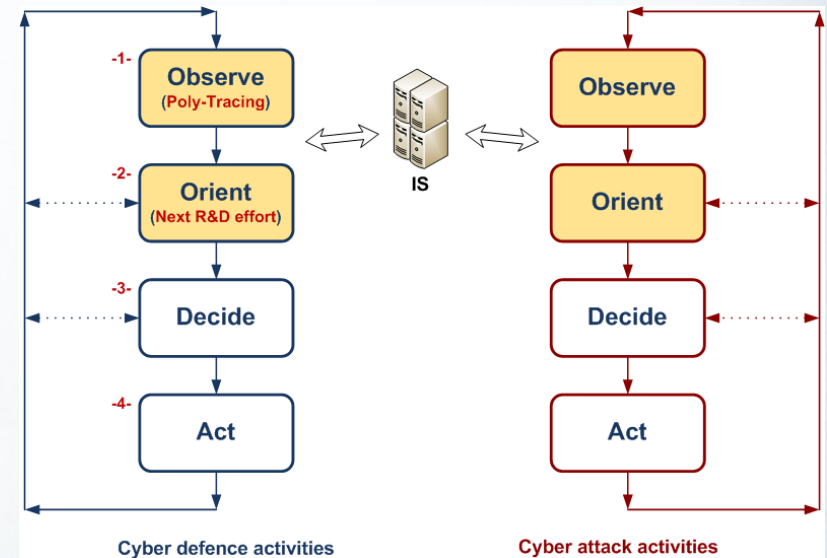 -1-
Observe
(Poly-Tracing)
-2-
Orient
(Next R&D effort)
-3-
Decide
-4-
Act
Cyber defence activities
IS
Observe
Orient
Decide
Act
Cyber attack activities